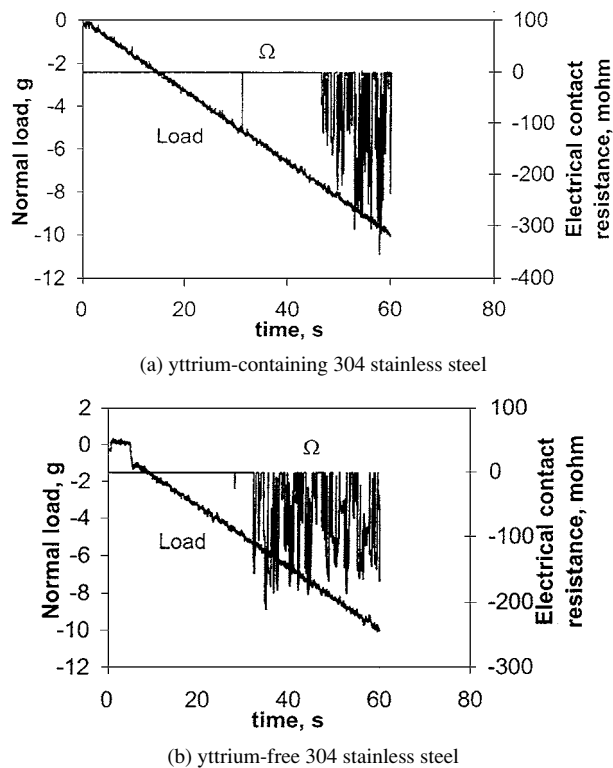 0
-2
-4
-6
-8
-10
-12
Normal load, g
100
0
-100
-200
-300
-400
Electrical contact
resistance, mohm
Ω
Load
0 20 40 60 80
time, s
(a) yttrium-containing 304 stainless steel
2
0
-2
-4
-6
-8
-10
-12
Normal load, g
100
0
-100
-200
-300
Electrical contact
resistance, mohm
Ω
Load
0 20 40 60 80
time, s
(b) yttrium-free 304 stainless steel